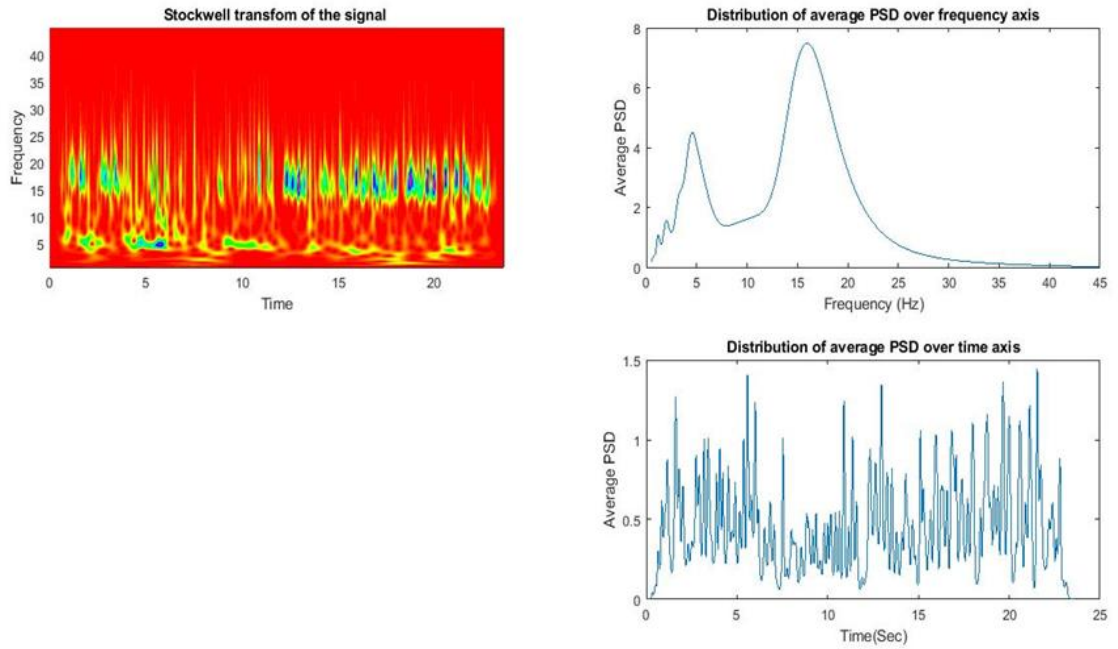 Stockwell transfom of the signal
Frequency
40
35
30
25
20
15
10
5
0 5 10 15 20
Time
Distribution of average PSD over frequency axis
Average PSD
8
6
4
2
0
0 5 10 15 20 25 30 35 40 45
Frequency (Hz)
Distribution of average PSD over time axis
Average PSD
1.5
1
0.5
0
0 5 10 15 20 25
Time(Sec)